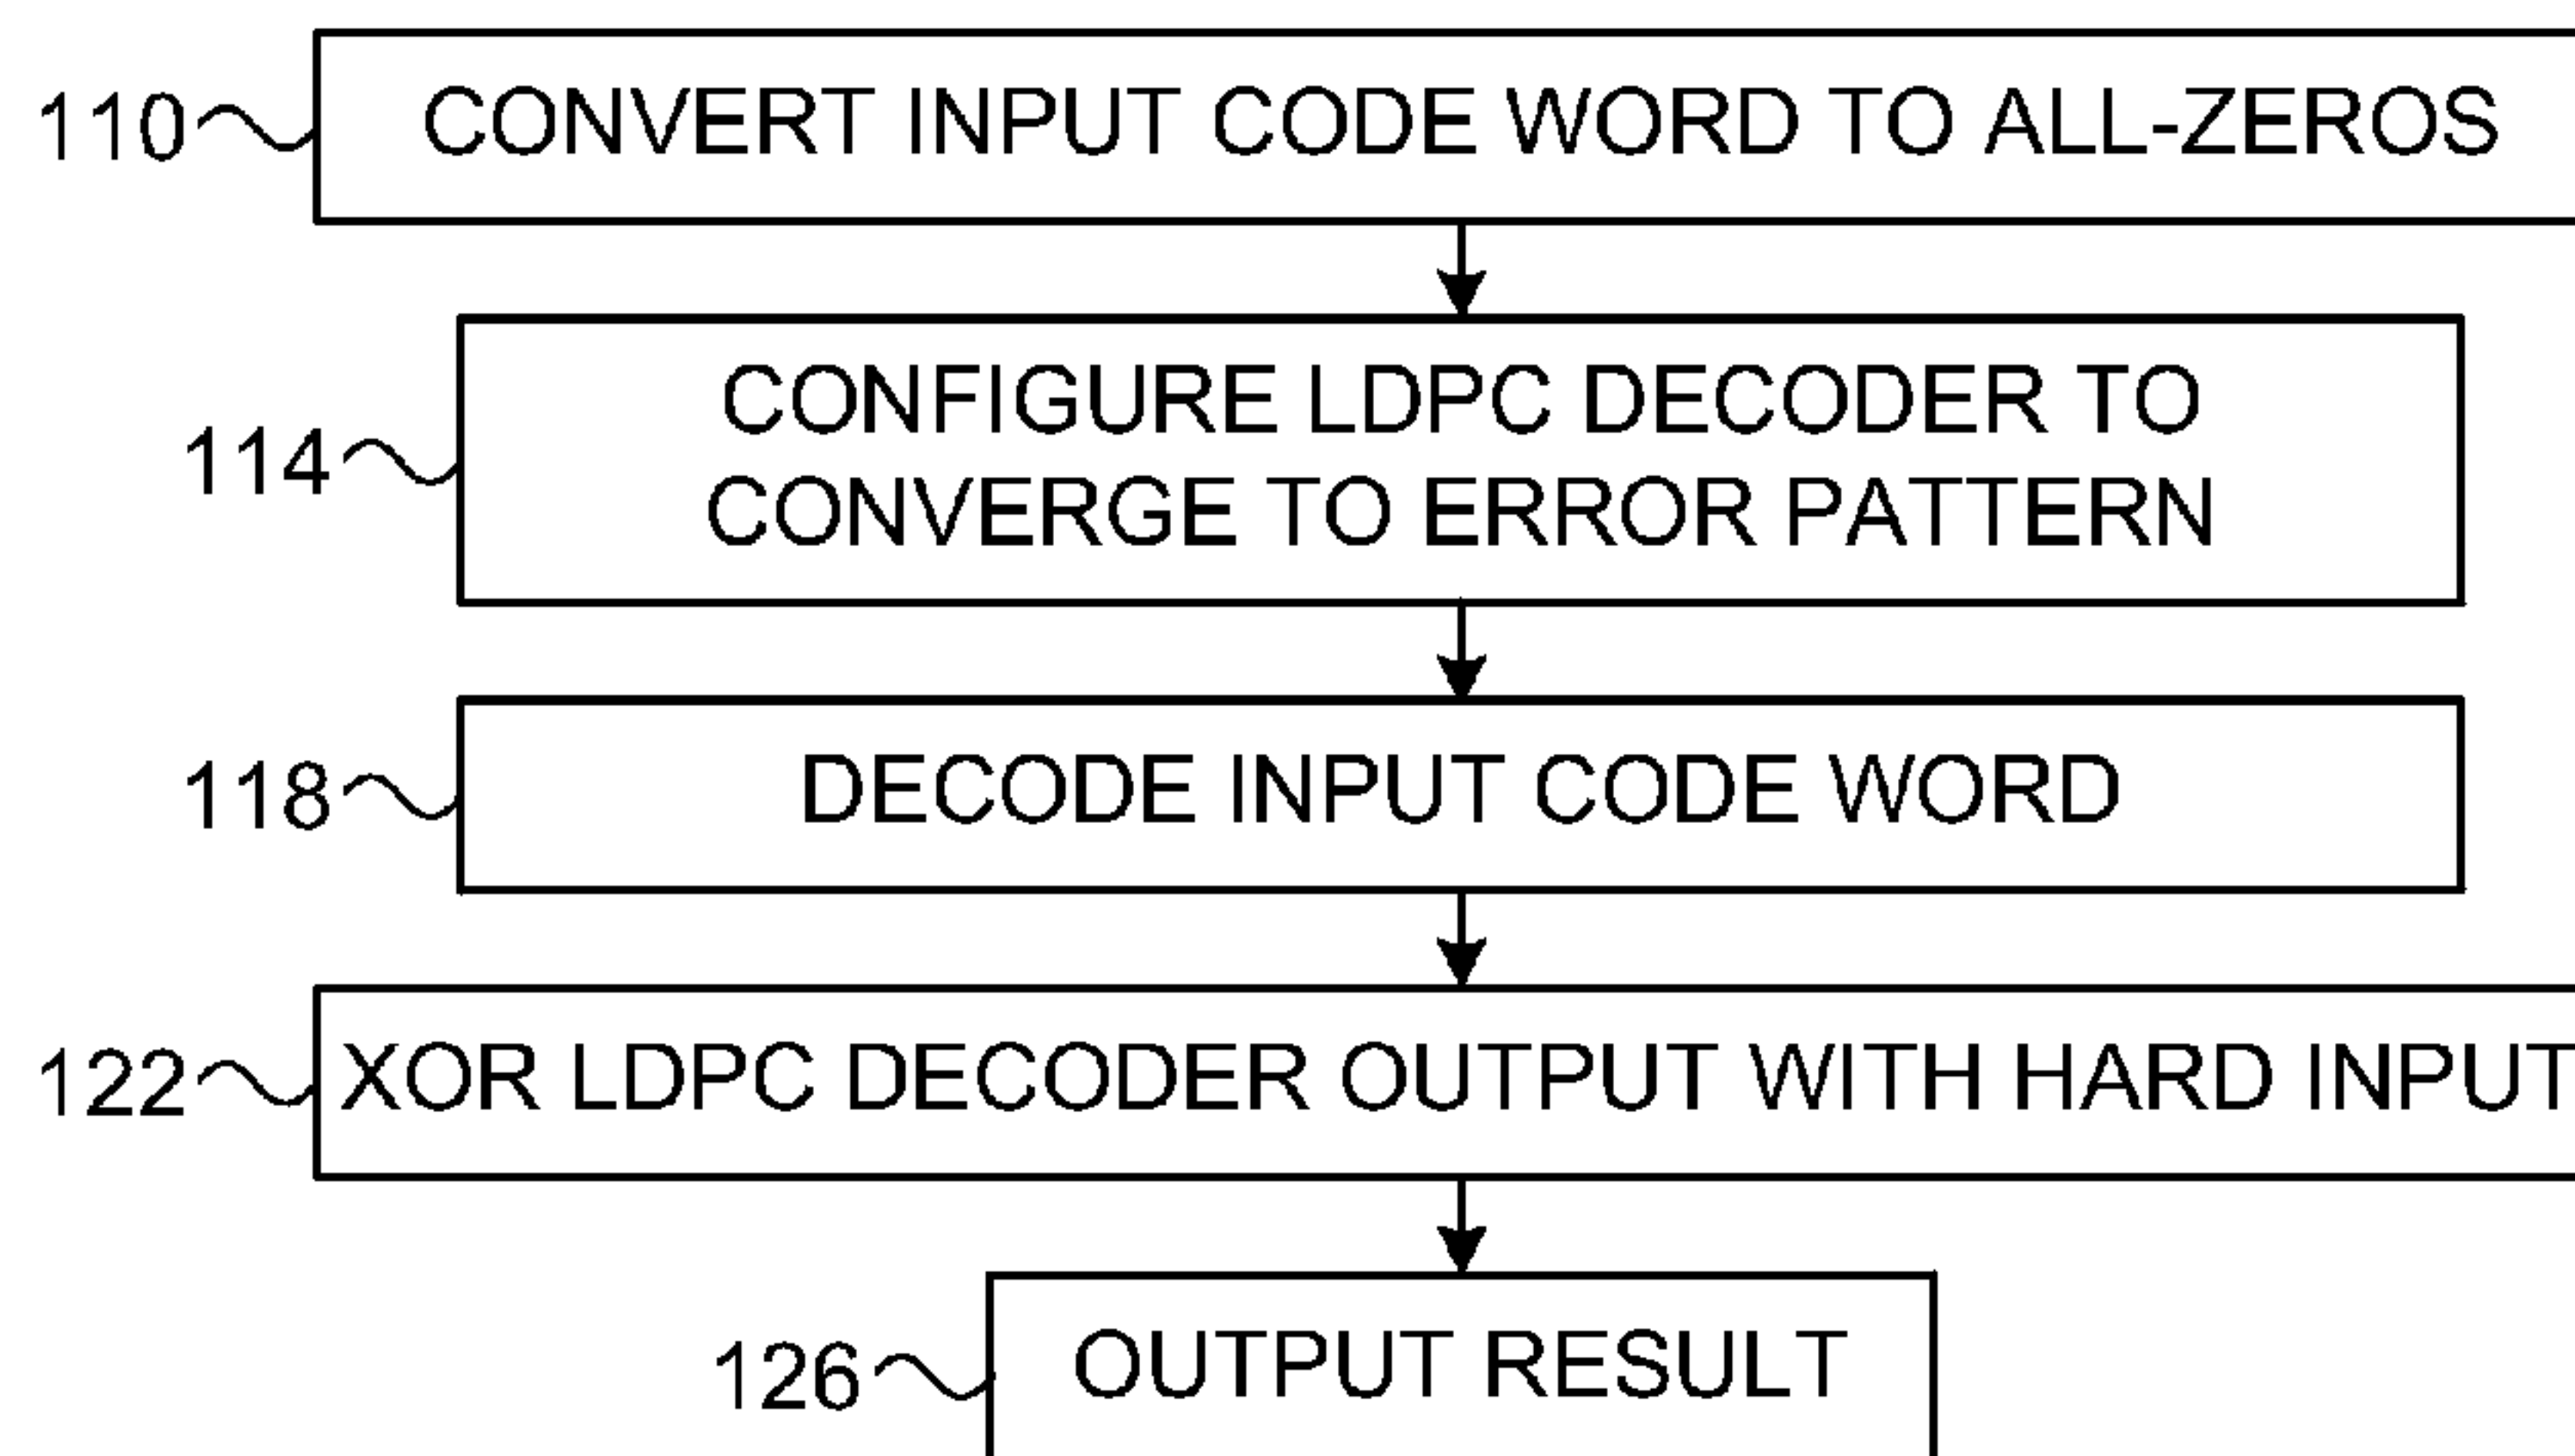 110 CONVERT INPUT CODE WORD TO ALL-ZEROS
CONFIGURE LDPC DECODER TO
114
CONVERGE TO ERROR PATTERN
118 DECODE INPUT CODE WORD
122 XOR LDPC DECODER OUTPUT WITH HARD INPUT
126 OUTPUT RESULT